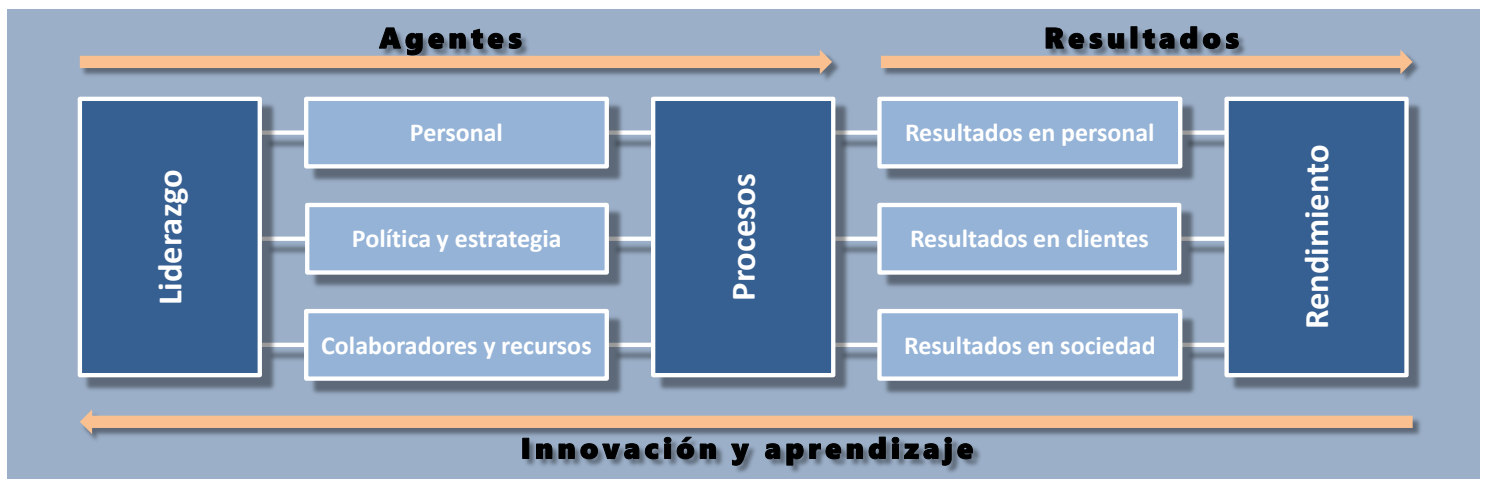 Agentes
Resultados
Liderazgo
Personal
Política y estrategia
Colaboradores y recursos
Procesos
Resultados en personal
Resultados en clientes
Resultados en sociedad
Rendimiento
Innovación y aprendizaje